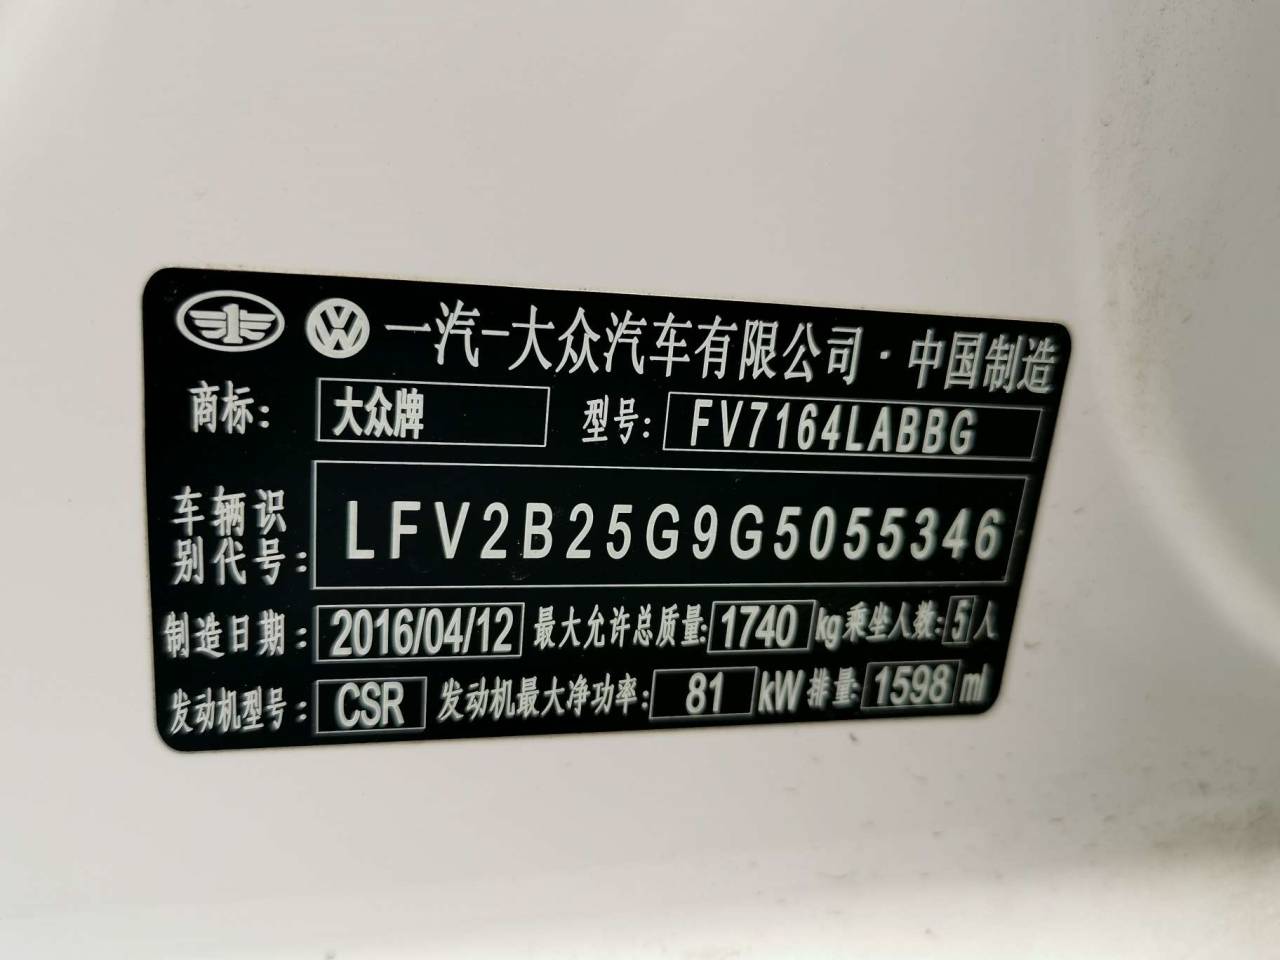 一汽-大众汽车有限公司·中国制造
商标: 大众牌 型号: FV7164LABBG
车辆识别代号: LFV2B25G9G5055346
制造日期: 2016/04/12 最大允许总质量: 1740 kg 乘坐人数: 5 人
发动机型号: CSR 发动机最大净功率: 81 kW 排量: 1598 ml